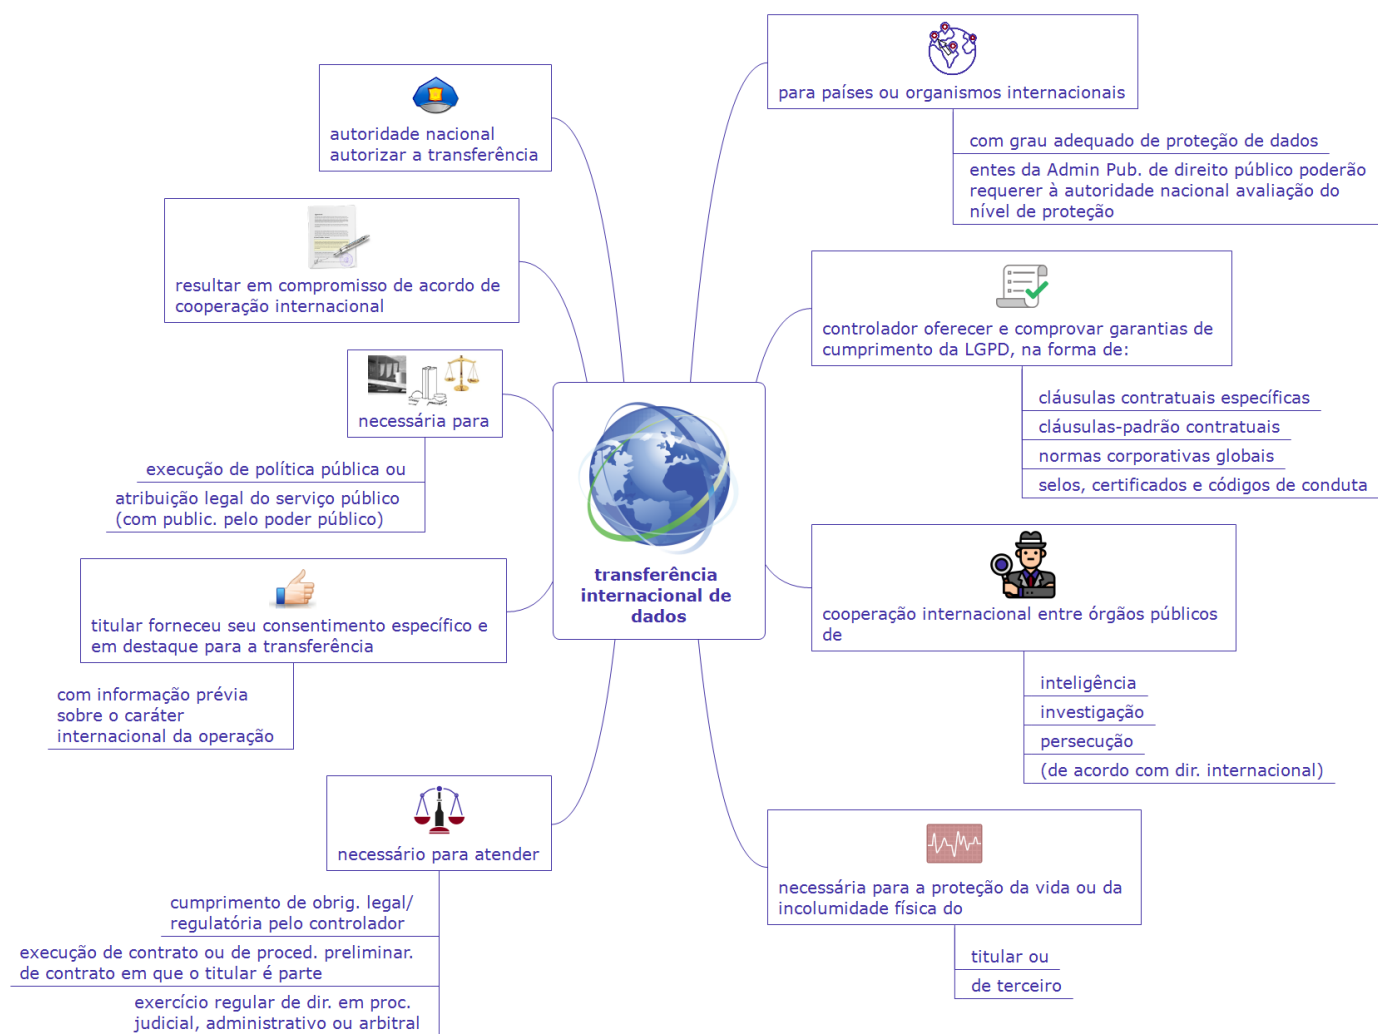 transferência
internacional de
dados
para países ou organismos internacionais
com grau adequado de proteção de dados
entes da Admin Pub. de direito público poderão
requerer à autoridade nacional avaliação do
nível de proteção
controlador oferecer e comprovar garantias de
cumprimento da LGPD, na forma de:
cláusulas contratuais específicas
cláusulas-padrão contratuais
normas corporativas globais
selos, certificados e códigos de conduta
cooperação internacional entre órgãos públicos
de
inteligência
investigação
persecução
(de acordo com dir. internacional)
necessária para a proteção da vida ou da
incolumidade física do
titular ou
de terceiro
autoridade nacional
autorizar a transferência
resultar em compromisso de acordo de
cooperação internacional
necessária para
execução de política pública ou
atribuição legal do serviço público
(com public. pelo poder público)
titular forneceu seu consentimento específico e
em destaque para a transferência
com informação prévia
sobre o caráter
internacional da operação
necessário para atender
cumprimento de obrig. legal/
regulatória pelo controlador
execução de contrato ou de proced. preliminar.
de contrato em que o titular é parte
exercício regular de dir. em proc.
judicial, administrativo ou arbitral